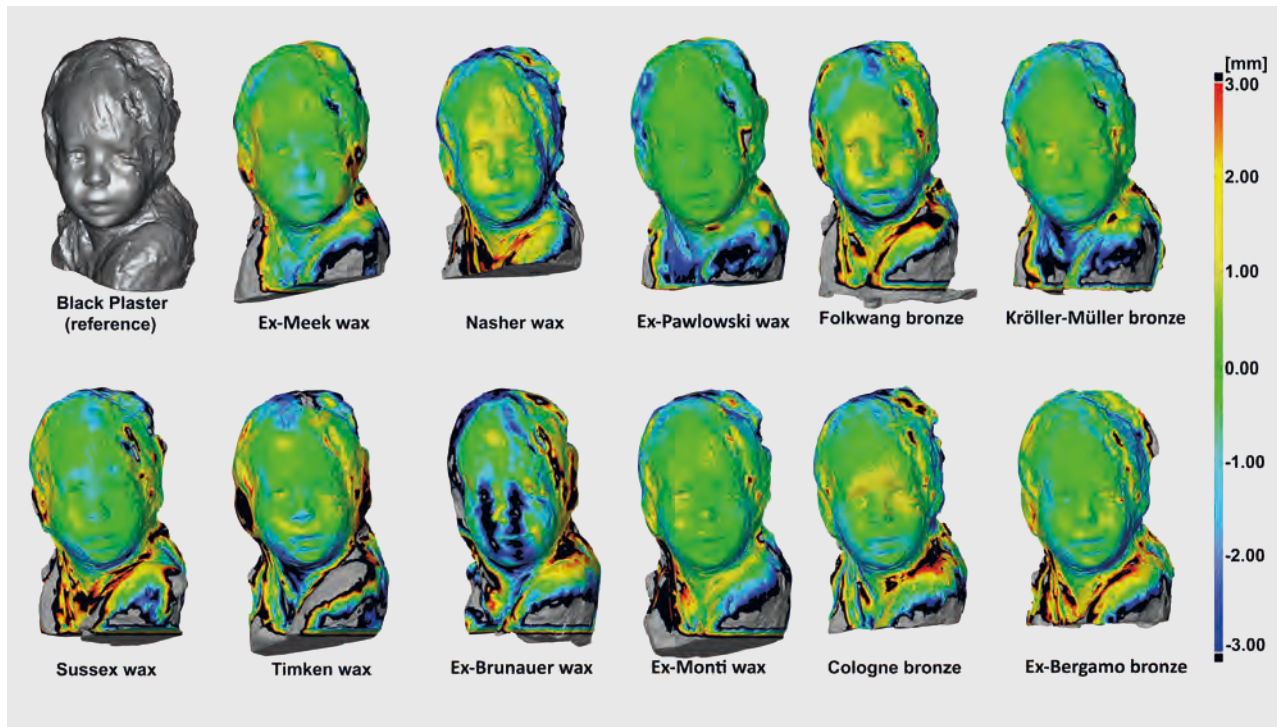 [mm]
3.00
2.00
1.00
0.00
-1.00
-2.00
-3.00
Black Plaster
(reference)
Ex-Meek wax
Nasher wax
Ex-Pawlowski wax
Folkwang bronze
Kröller-Müller bronze
Sussex wax
Timken wax
Ex-Brunauer wax
Ex-Monti wax
Cologne bronze
Ex-Bergamo bronze